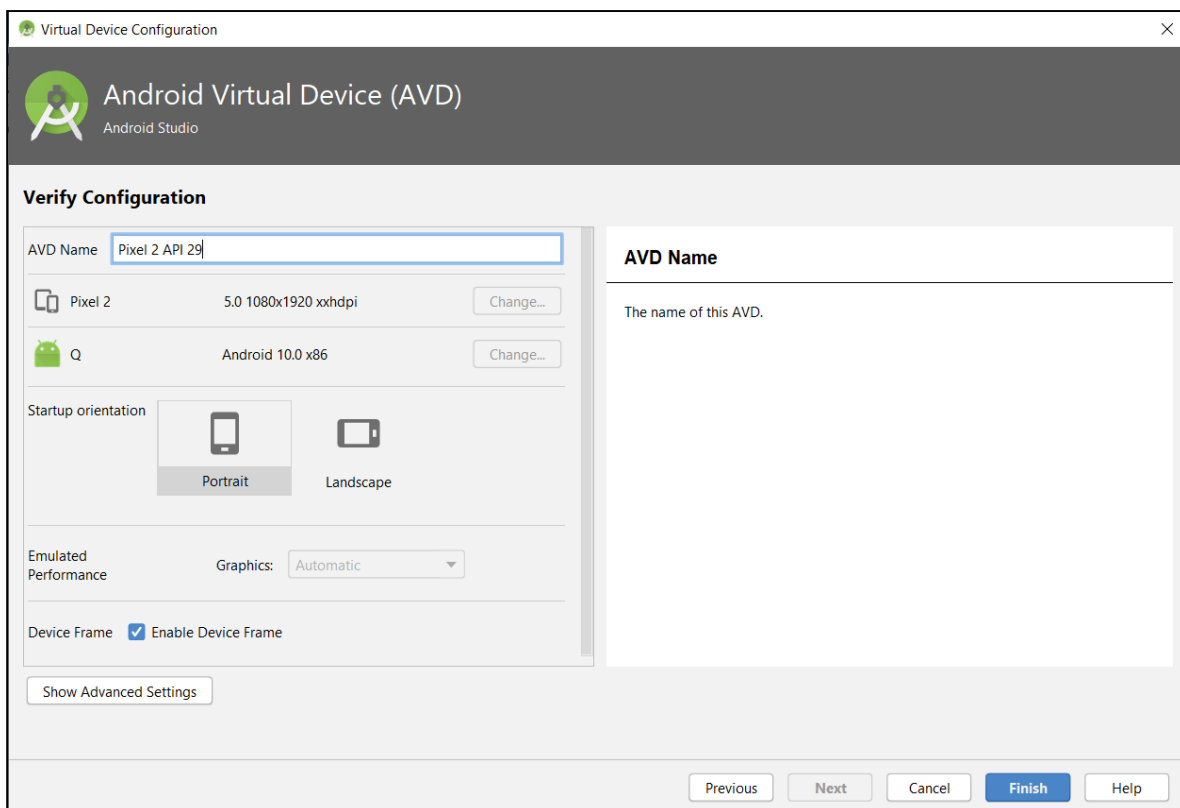 Virtual Device Configuration
Android Virtual Device (AVD)
Android Studio
Verify Configuration
AVD Name Pixel 2 API 29
Pixel 2 5.0 1080x1920 xxhdpi Change...
Q Android 10.0 x86 Change...
Startup orientation
Portrait Landscape
Emulated
Performance Graphics: Automatic
Device Frame Enable Device Frame
Show Advanced Settings
AVD Name
The name of this AVD.
Previous Next Cancel Finish Help